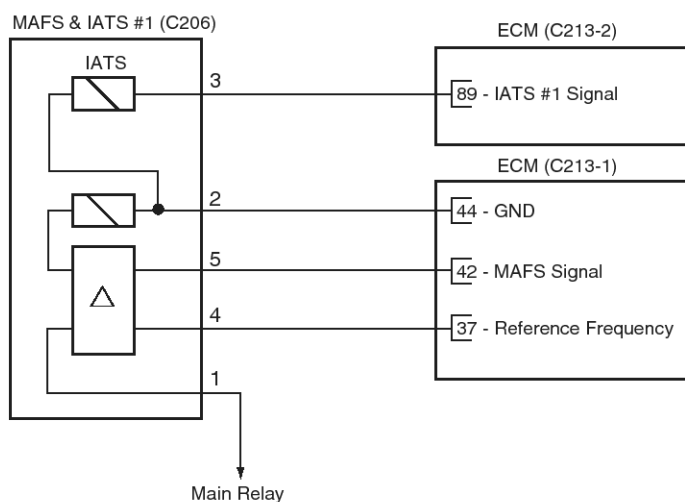 MAFS & IATS #1 (C206)
IATS
3
2
5
4
1
Main Relay
ECM (C213-2)
89 - IATS #1 Signal
ECM (C213-1)
44 - GND
42 - MAFS Signal
37 - Reference Frequency